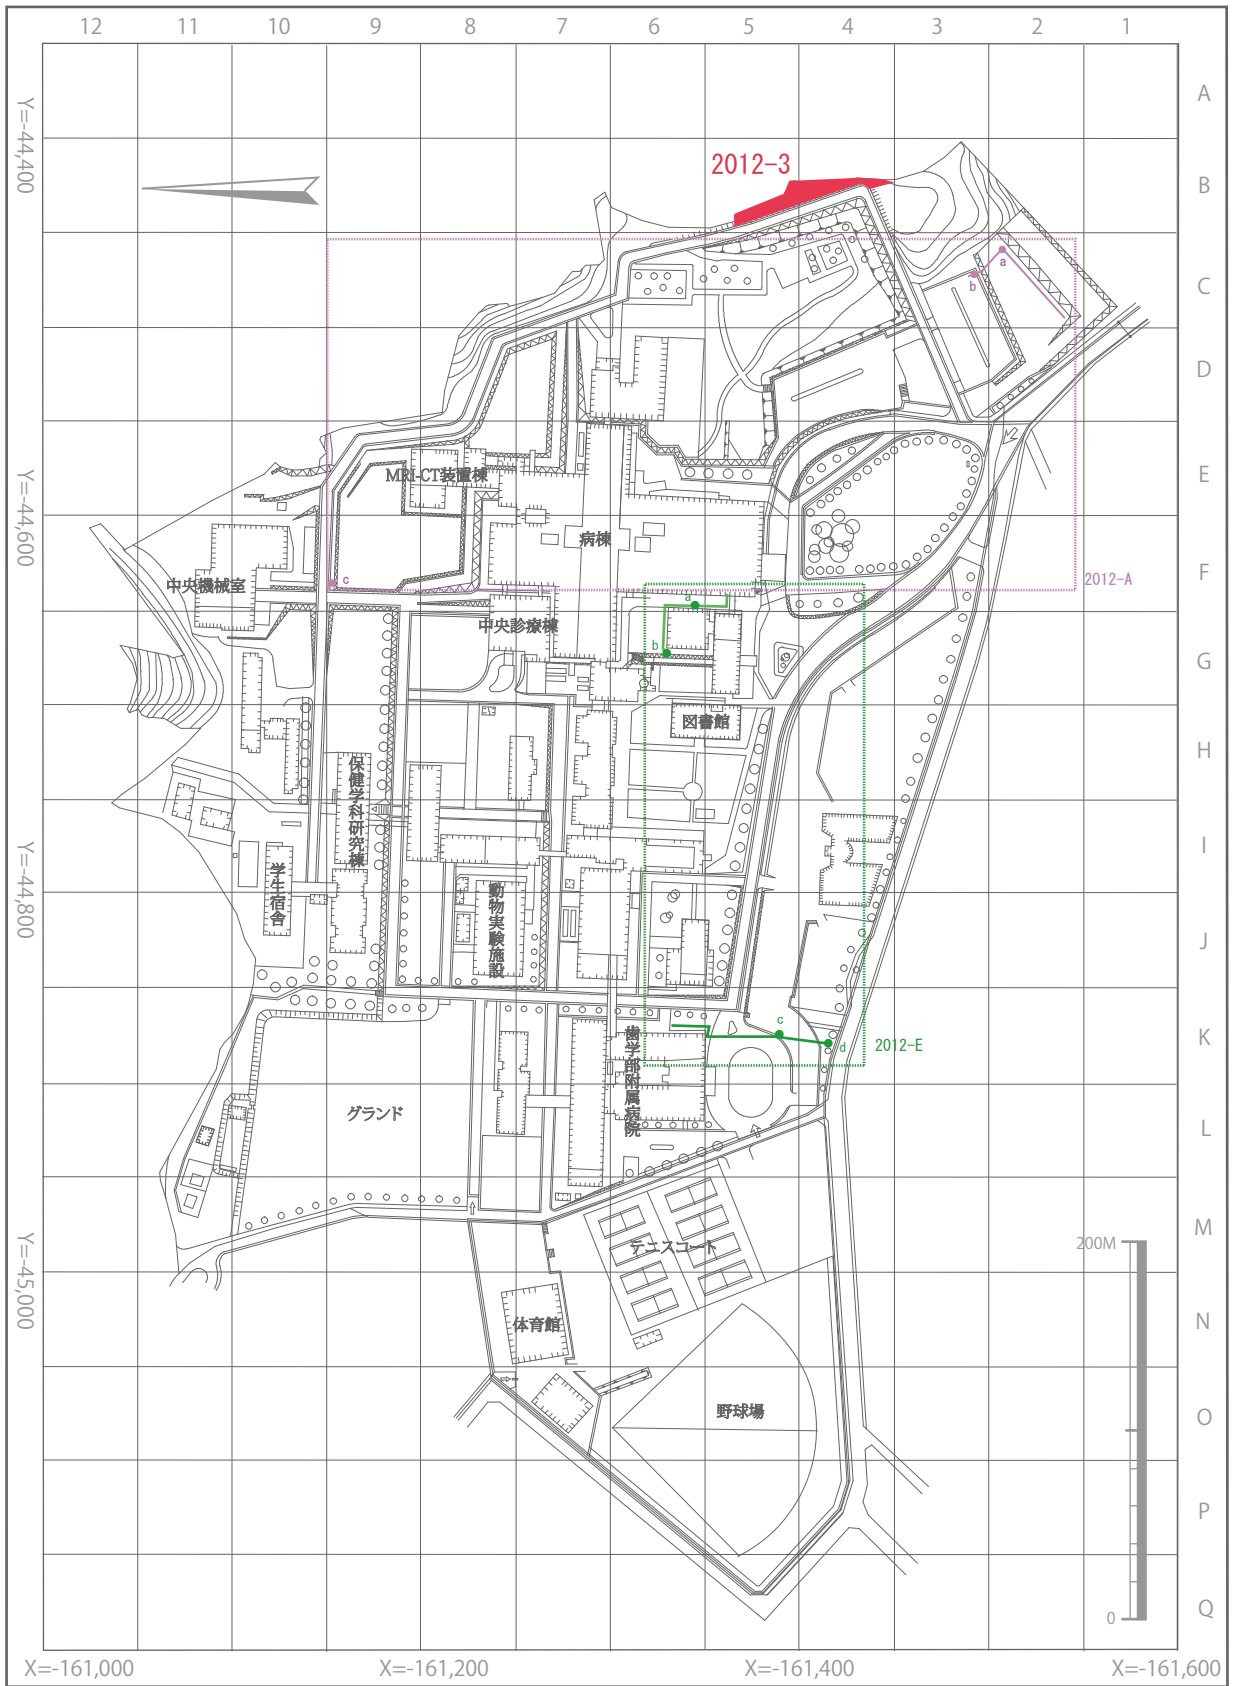 12 11 10 9 8 7 6 5 4 3 2 1
A
Y=-44,400
2012-3
B
a
b
C
D
MRI-CT装置棟
E
Y=-44,600
病棟
中央機械室
c
F
2012-A
a
中央診療棟
b
G
図書館
H
保健学科研究棟
I
Y=-44,800
学生宿舎
動物実験施設
J
c
d
K
2012-E
歯学部附属病院
グランド
L
M
テニスコート
200M
Y=-45,000
体育館
N
野球場
O
P
0
Q
X=-161,000 X=-161,200 X=-161,400 X=-161,600